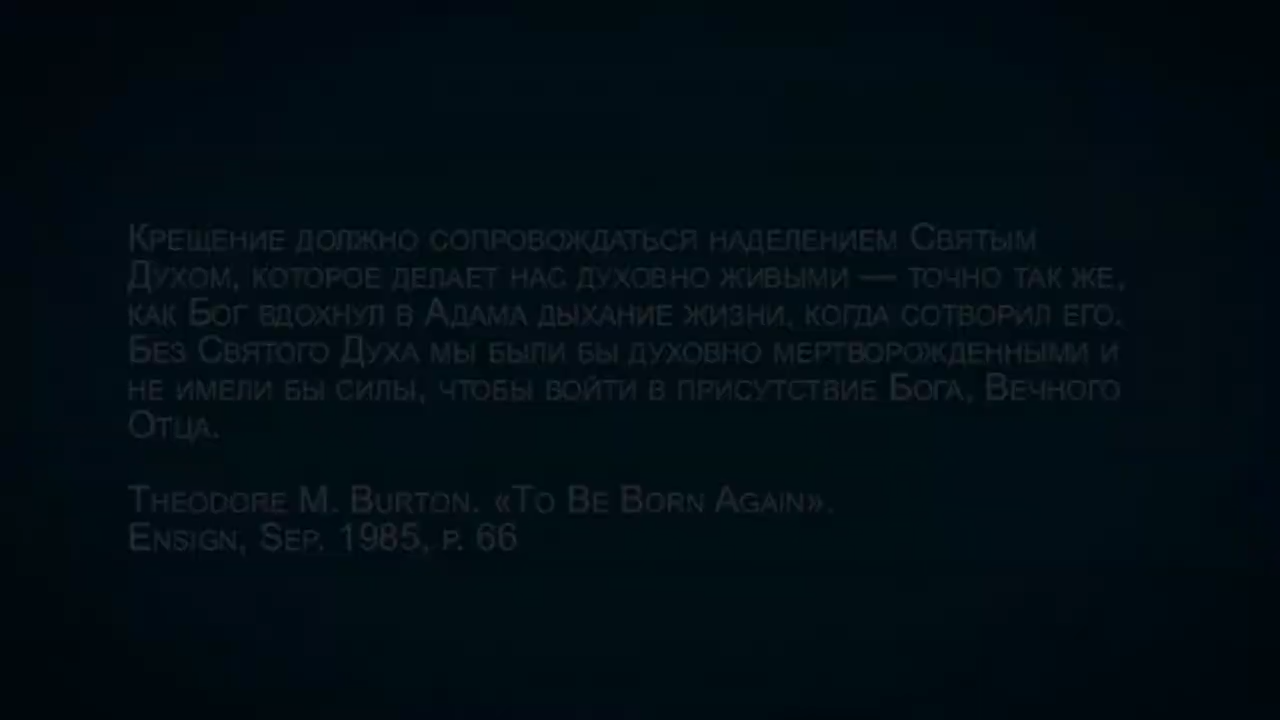 Крещение должно сопровождаться наделением Святым
Духом, которое делает нас духовно живыми — точно так же,
как Бог вдохнул в Адама дыхание жизни, когда сотворил его.
Без Святого Духа мы были бы духовно мертворожденными и
не имели бы силы, чтобы войти в присутствие Бога, Вечного
Отца.
Theodore M. Burton. «To Be Born Again».
Ensign, Sep. 1985, p. 66